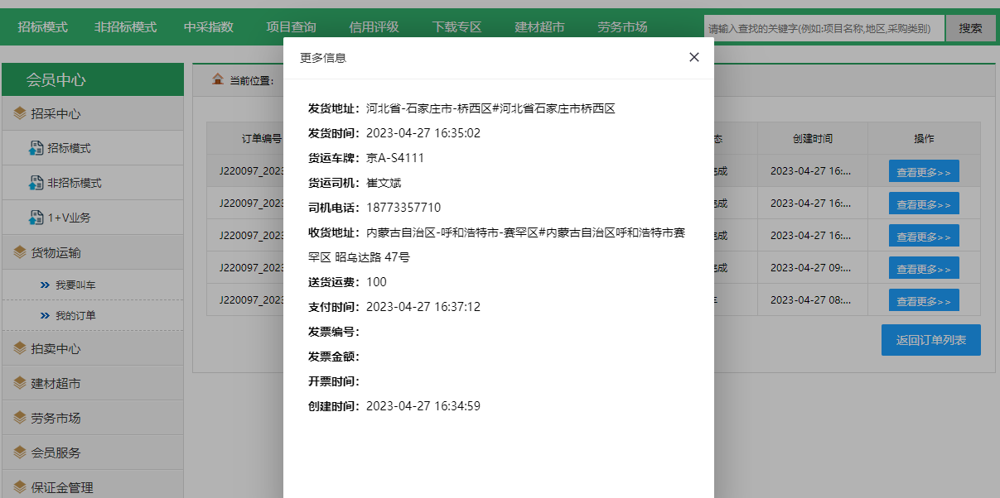 招标模式 非招标模式 中采指数 项目查询 信用评级 下载专区 建材超市 劳务市场 请输入查找的关键字(例如:项目名称,地区,采购类别) 搜索
更多信息
会员中心
当前位置：
招采中心
招标模式
非招标模式
1+V业务
货物运输
我要叫车
我的订单
拍卖中心
建材超市
劳务市场
会员服务
保证金管理
发货地址：河北省-石家庄市-桥西区#河北省石家庄市桥西区
发货时间：2023-04-27 16:35:02
货运车牌：京A-S4111
货运司机：崔文斌
司机电话：18773357710
收货地址：内蒙古自治区-呼和浩特市-赛罕区#内蒙古自治区呼和浩特市赛
罕区 昭乌达路 47号
送货运费：100
支付时间：2023-04-27 16:37:12
发票编号：
发票金额：
开票时间：
创建时间：2023-04-27 16:34:59
订单编号 态 创建时间 操作
J220097_2023 完成 2023-04-27 16:... 查看更多>>
J220097_2023 完成 2023-04-27 16:... 查看更多>>
J220097_2023 完成 2023-04-27 16:... 查看更多>>
J220097_2023 完成 2023-04-27 09:... 查看更多>>
J220097_2023 2023-04-27 08:... 查看更多>>
返回订单列表